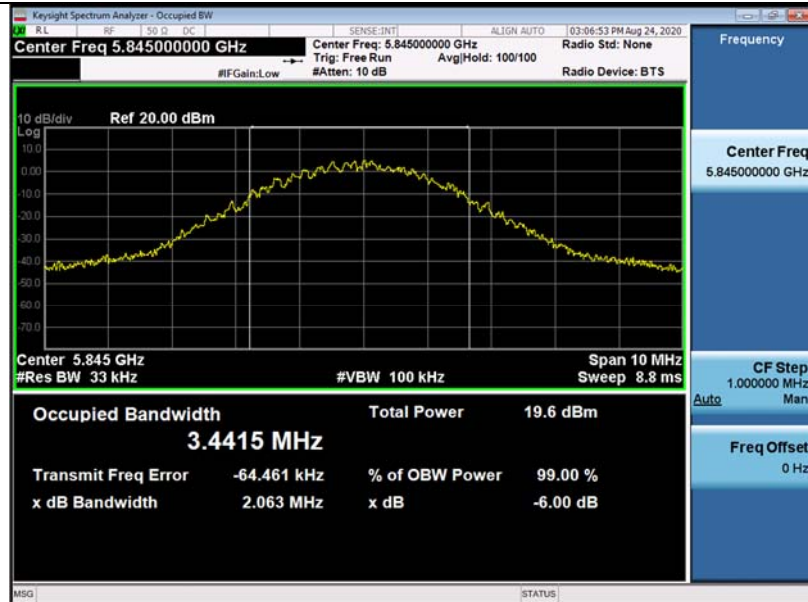 Keysight Spectrum Analyzer - Occupied BW
RL RF 50 Ω DC SENSE:INT ALIGN AUTO 03:06:53 PM Aug 24, 2020
Center Freq 5.845000000 GHz
Center Freq: 5.845000000 GHz Radio Std: None
Trig: Free Run Avg|Hold: 100/100
#IFGain:Low #Atten: 10 dB Radio Device: BTS
Frequency
10 dB/div Ref 20.00 dBm
Log
10.0
0.00
-10.0
-20.0
-30.0
-40.0
-50.0
-60.0
-70.0
Center 5.845 GHz Span 10 MHz
#Res BW 33 kHz #VBW 100 kHz Sweep 8.8 ms
Center Freq
5.845000000 GHz
CF Step
1.000000 MHz
Auto Man
Freq Offset
0 Hz
Occupied Bandwidth Total Power 19.6 dBm
3.4415 MHz
Transmit Freq Error -64.461 kHz % of OBW Power 99.00 %
x dB Bandwidth 2.063 MHz x dB -6.00 dB
MSG STATUS